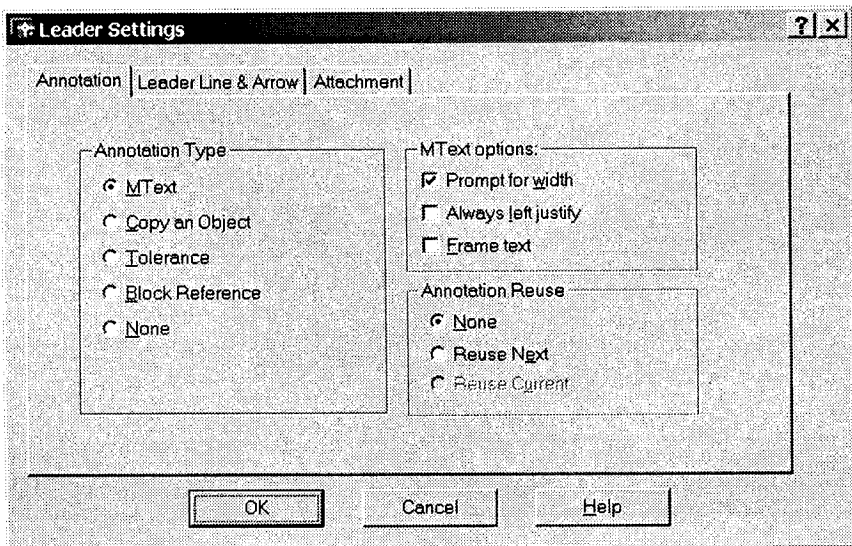 Leader Settings
Annotation
Leader Line & Arrow
Attachment
Annotation Type
MText
Copy an Object
Tolerance
Block Reference
None
MText options:
Prompt for width
Always left justify
Frame text
Annotation Reuse
None
Reuse Next
Reuse Current
OK
Cancel
Help